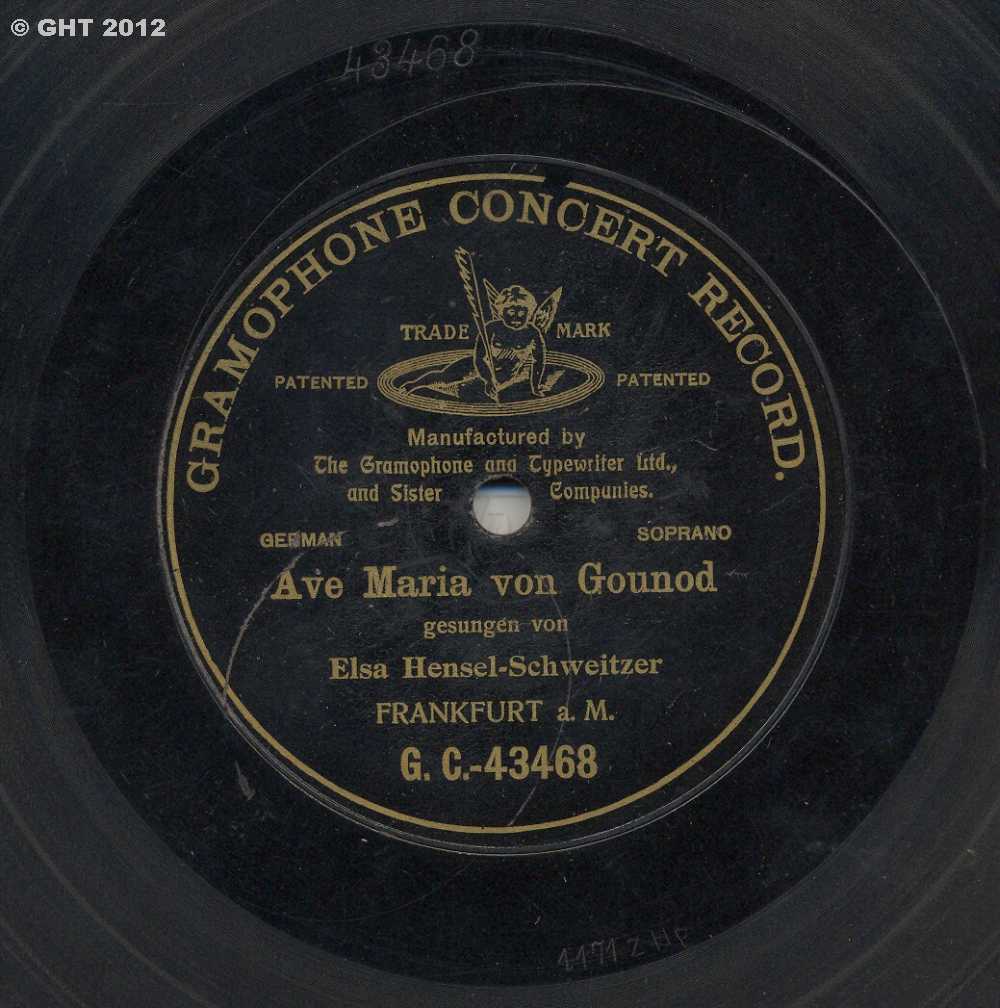 © GHT 2012
43468
GRAMOPHONE CONCERT RECORD.
TRADE MARK
PATENTED PATENTED
Manufactured by
The Gramophone and Typewriter Ltd.,
and Sister Companies.
GERMAN SOPRANO
Ave Maria von Gounod
gesungen von
Elsa Hensel-Schweitzer
FRANKFURT a. M.
G. C.-43468
1171 z